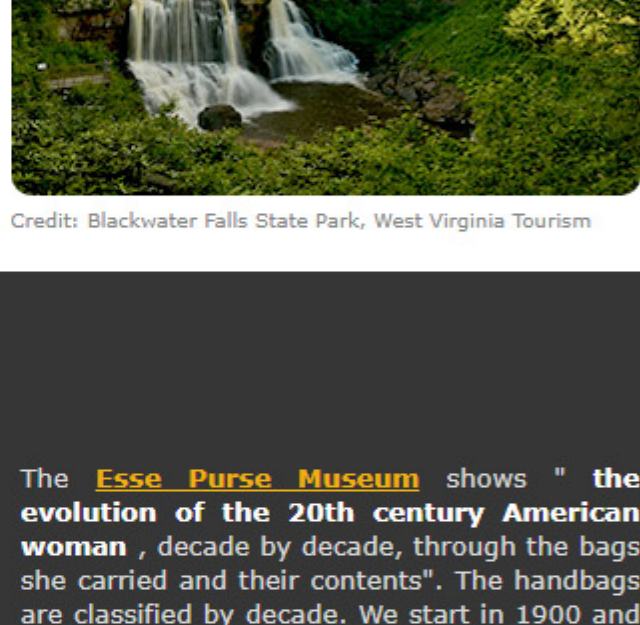 Credit: Blackwater Falls State Park, West Virginia Tourism
The Esse Purse Museum shows " the
evolution of the 20th century American
woman , decade by decade, through the bags
she carried and their contents". The handbags
are classified by decade. We start in 1900 and